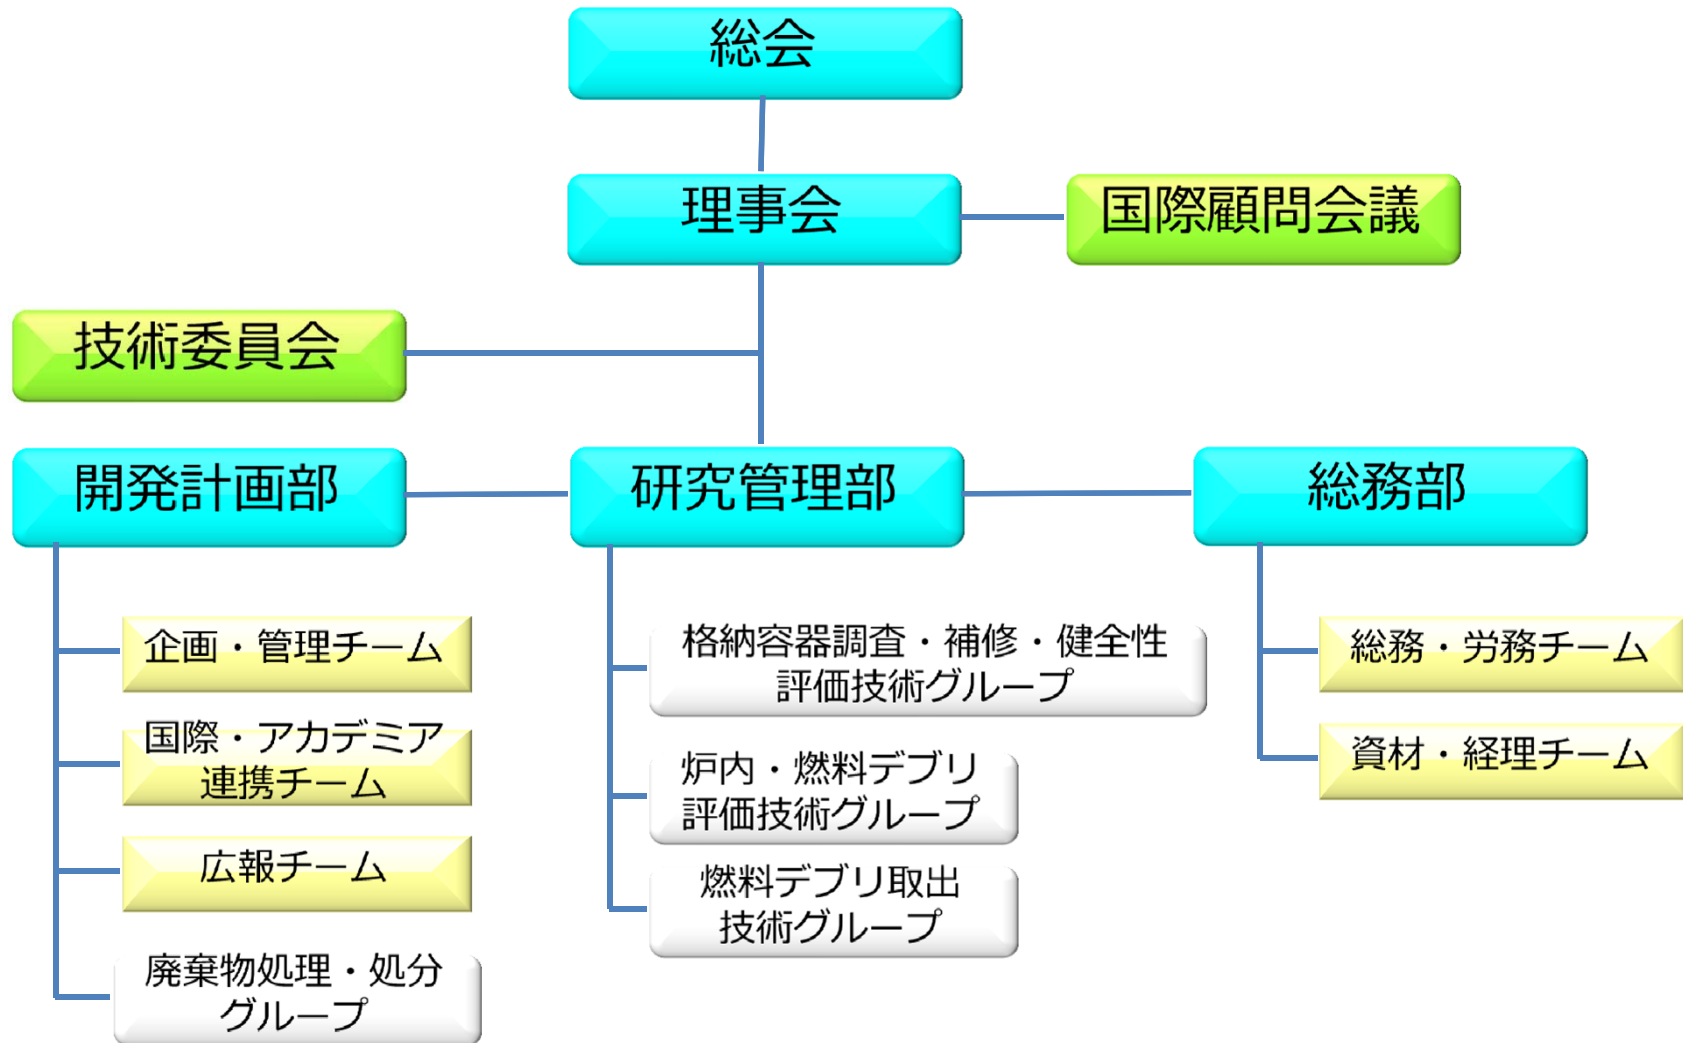 総会
理事会
国際顧問会議
技術委員会
開発計画部
研究管理部
総務部
企画・管理チーム
国際・アカデミア
連携チーム
広報チーム
廃棄物処理・処分
グループ
格納容器調査・補修・健全性
評価技術グループ
炉内・燃料デブリ
評価技術グループ
燃料デブリ取出
技術グループ
総務・労務チーム
資材・経理チーム